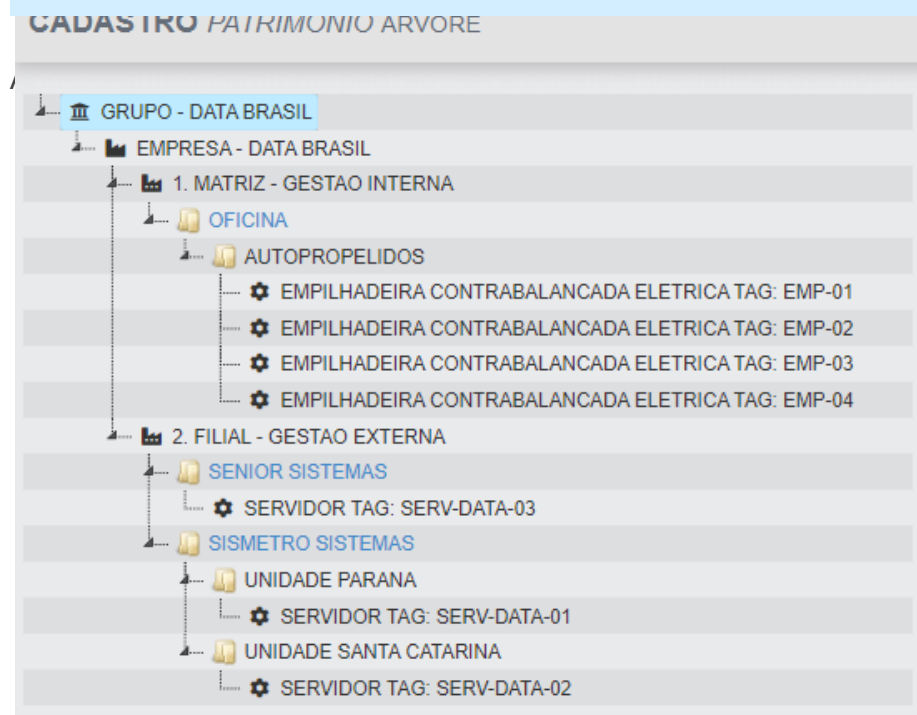 CADASTRO PATRIMONIO ARVORE
GRUPO - DATA BRASIL
EMPRESA - DATA BRASIL
1. MATRIZ - GESTAO INTERNA
OFICINA
AUTOPROPELIDOS
EMPILHADEIRA CONTRABALANCADA ELETRICA TAG: EMP-01
EMPILHADEIRA CONTRABALANCADA ELETRICA TAG: EMP-02
EMPILHADEIRA CONTRABALANCADA ELETRICA TAG: EMP-03
EMPILHADEIRA CONTRABALANCADA ELETRICA TAG: EMP-04
2. FILIAL - GESTAO EXTERNA
SENIOR SISTEMAS
SERVIDOR TAG: SERV-DATA-03
SISMETRO SISTEMAS
UNIDADE PARANA
SERVIDOR TAG: SERV-DATA-01
UNIDADE SANTA CATARINA
SERVIDOR TAG: SERV-DATA-02